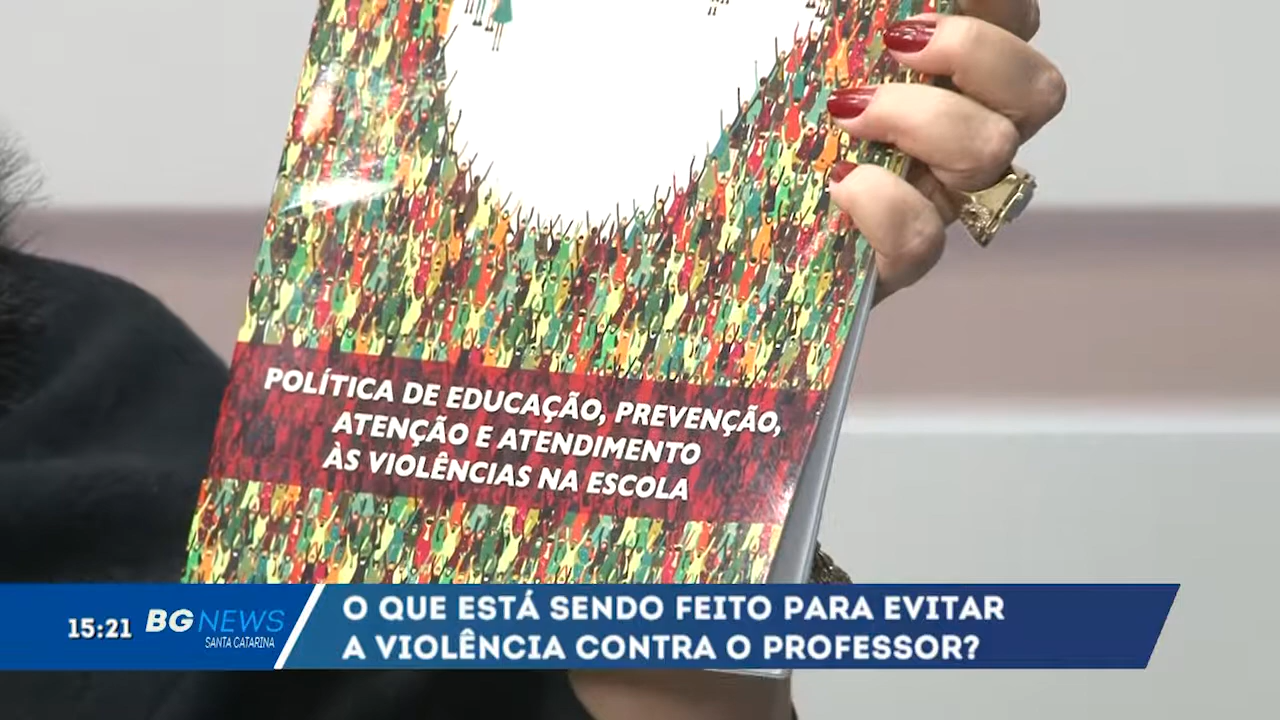 POLÍTICA DE EDUCAÇÃO, PREVENÇÃO,
ATENÇÃO E ATENDIMENTO
ÀS VIOLÊNCIAS NA ESCOLA
15:21 BG NEWS
SANTA CATARINA
O QUE ESTÁ SENDO FEITO PARA EVITAR
A VIOLÊNCIA CONTRA O PROFESSOR?